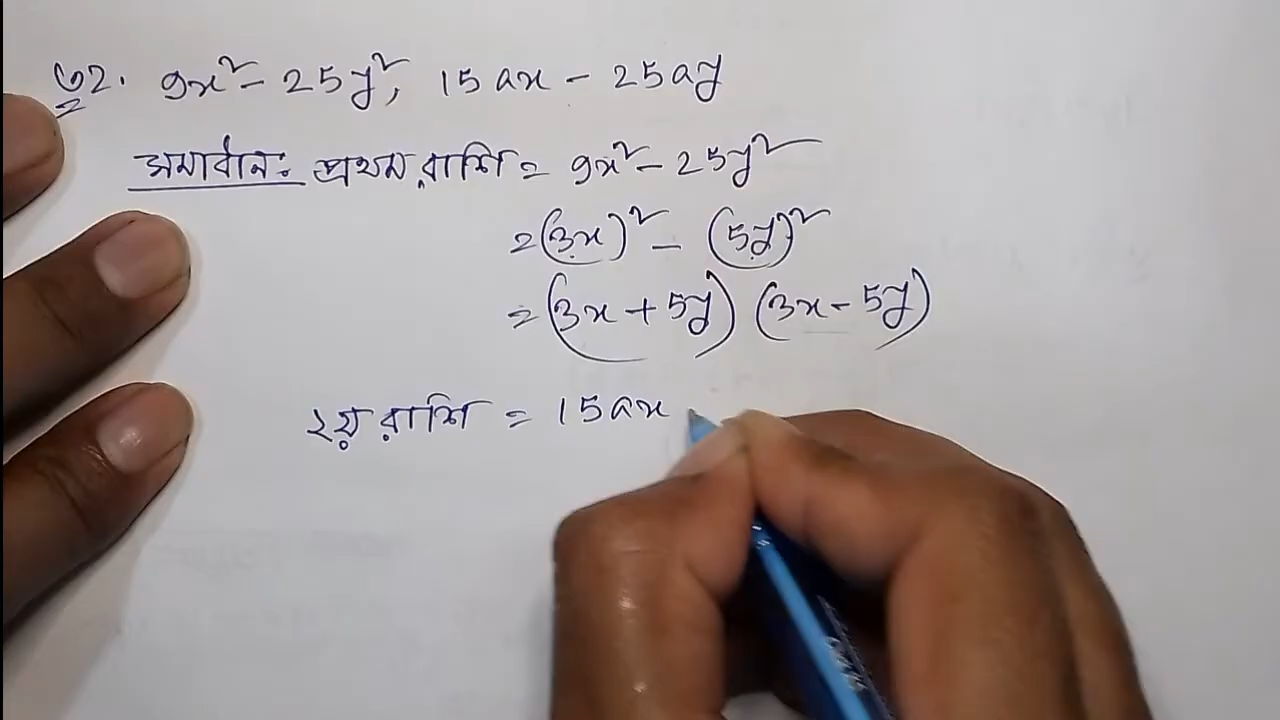 ৩২. 9x² - 25y², 15ax - 25ay
সমাধান: প্রথম রাশি = 9x² - 25y²
= (3x)² - (5y)²
= (3x + 5y) (3x - 5y)
২য় রাশি = 15ax